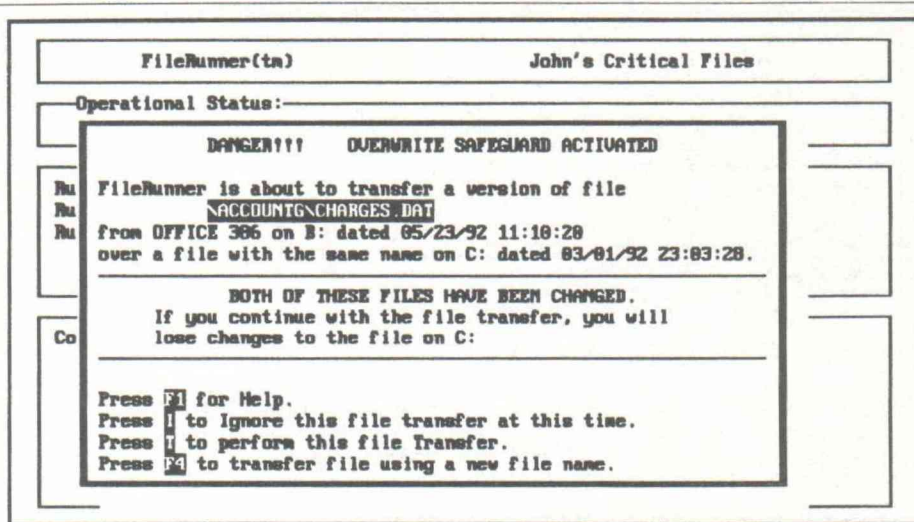 FileRunner(tm) John's Critical Files
Operational Status:
DANGER!!! OVERWRITE SAFEGUARD ACTIVATED
Ru FileRunner is about to transfer a version of file
Ru \ACCOUNTG\CHARGES.DAT
Ru from OFFICE 386 on B: dated 05/23/92 11:10:20
over a file with the same name on C: dated 03/01/92 23:03:28.
BOTH OF THESE FILES HAVE BEEN CHANGED.
If you continue with the file transfer, you will
Co lose changes to the file on C:
Press F1 for Help.
Press I to Ignore this file transfer at this time.
Press T to perform this file Transfer.
Press F4 to transfer file using a new file name.